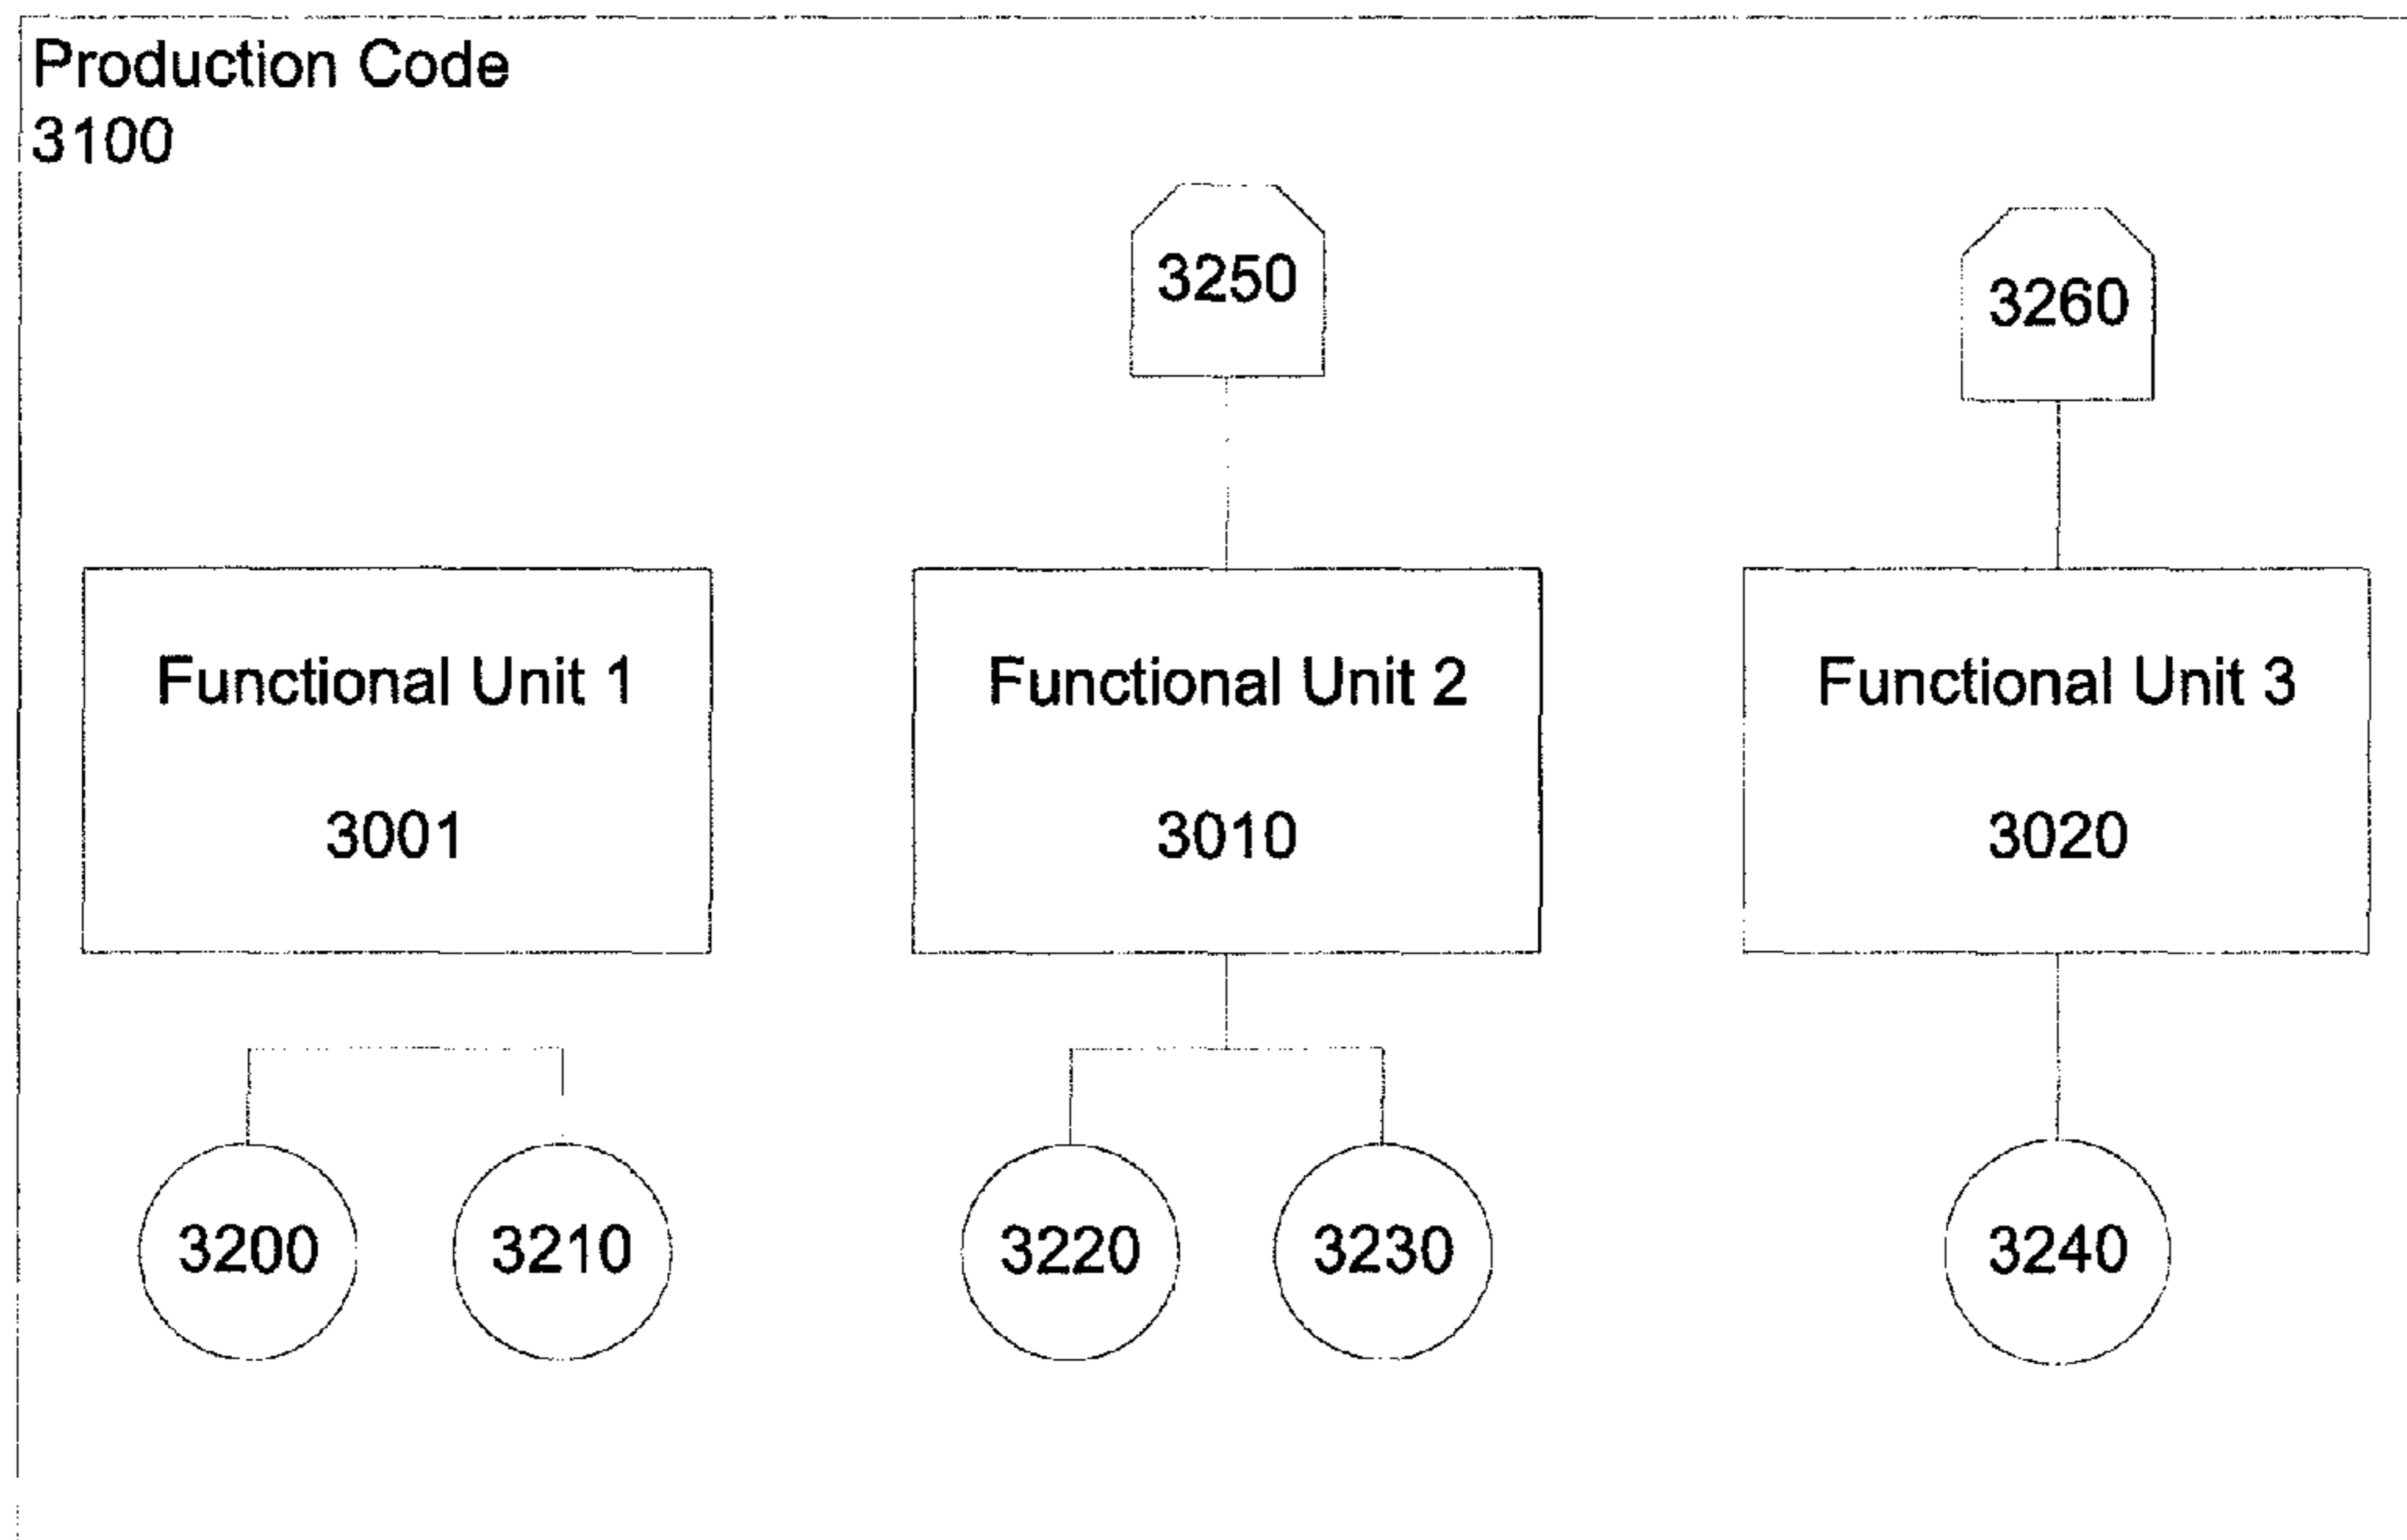 Production Code
3100
3250
3260
Functional Unit 1
3001
Functional Unit 2
3010
Functional Unit 3
3020
3200
3210
3220
3230
3240